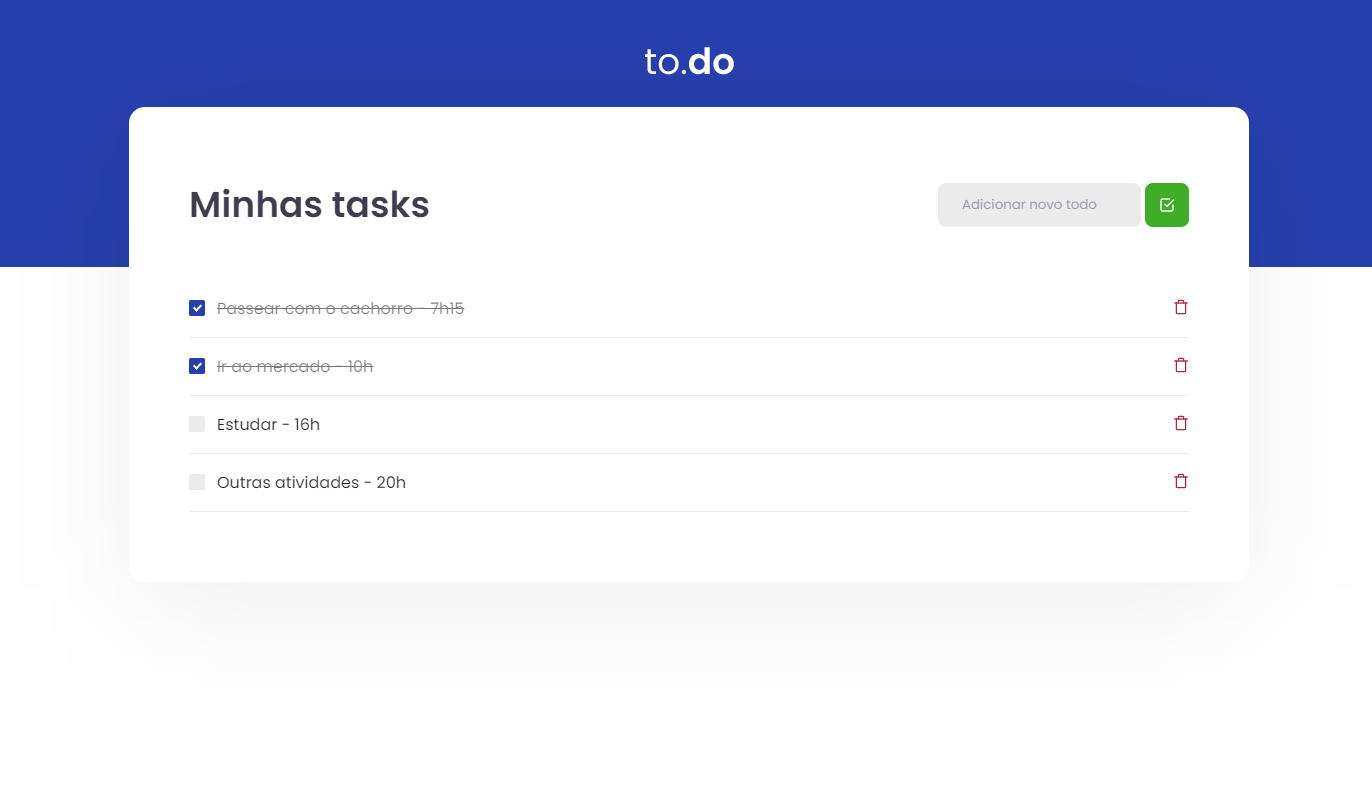 to.do
Minhas tasks
Adicionar novo todo
Passear com o cachorro - 7h15
Ir ao mercado - 10h
Estudar - 16h
Outras atividades - 20h